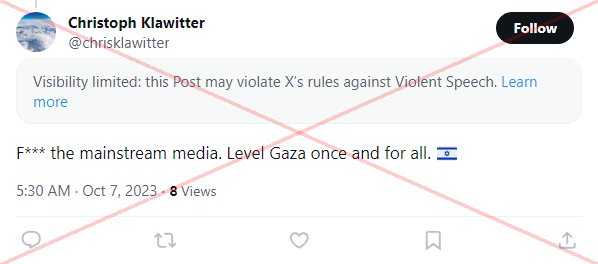 Christoph Klawitter
@chrisklawitter
Follow
Visibility limited: this Post may violate X's rules against Violent Speech. Learn
more
F*** the mainstream media. Level Gaza once and for all. 🇮🇱
5:30 AM · Oct 7, 2023 · 8 Views